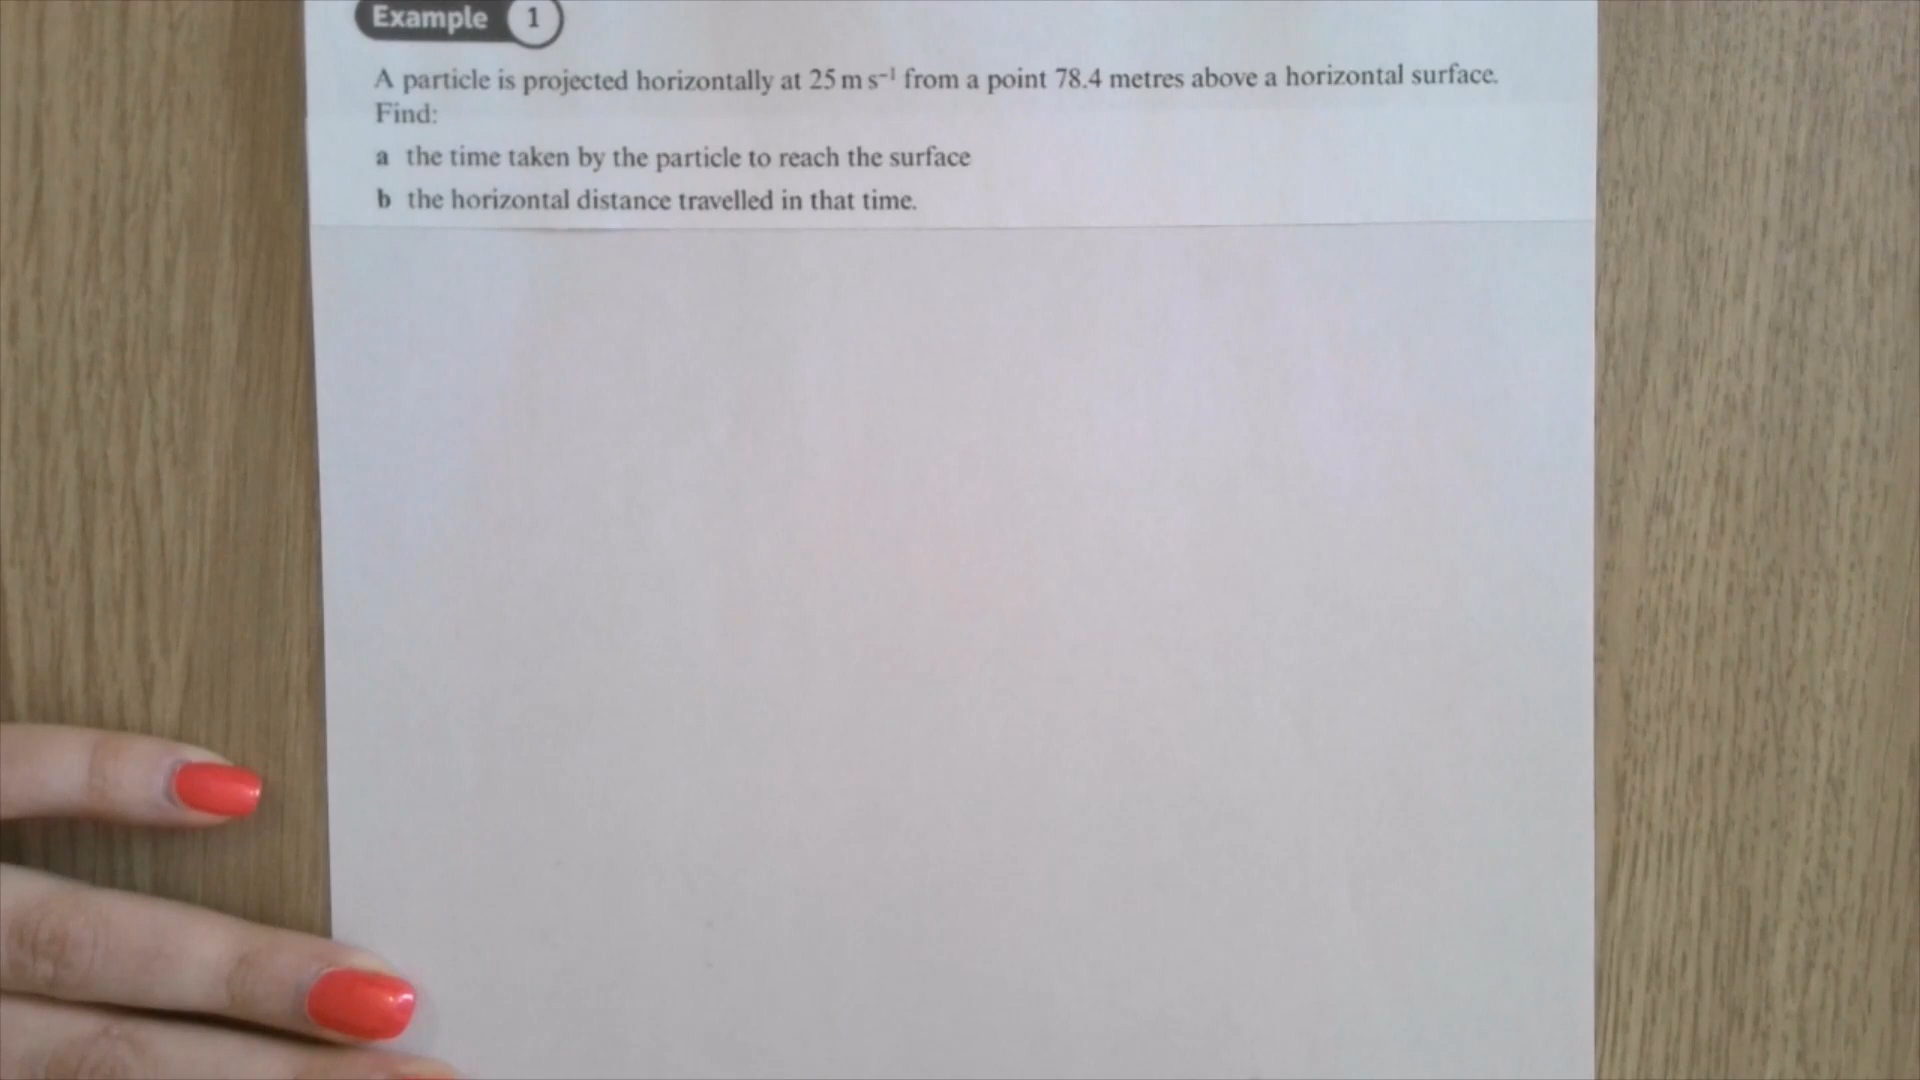 Example 1
A particle is projected horizontally at 25 m s⁻¹ from a point 78.4 metres above a horizontal surface.
Find:
a the time taken by the particle to reach the surface
b the horizontal distance travelled in that time.